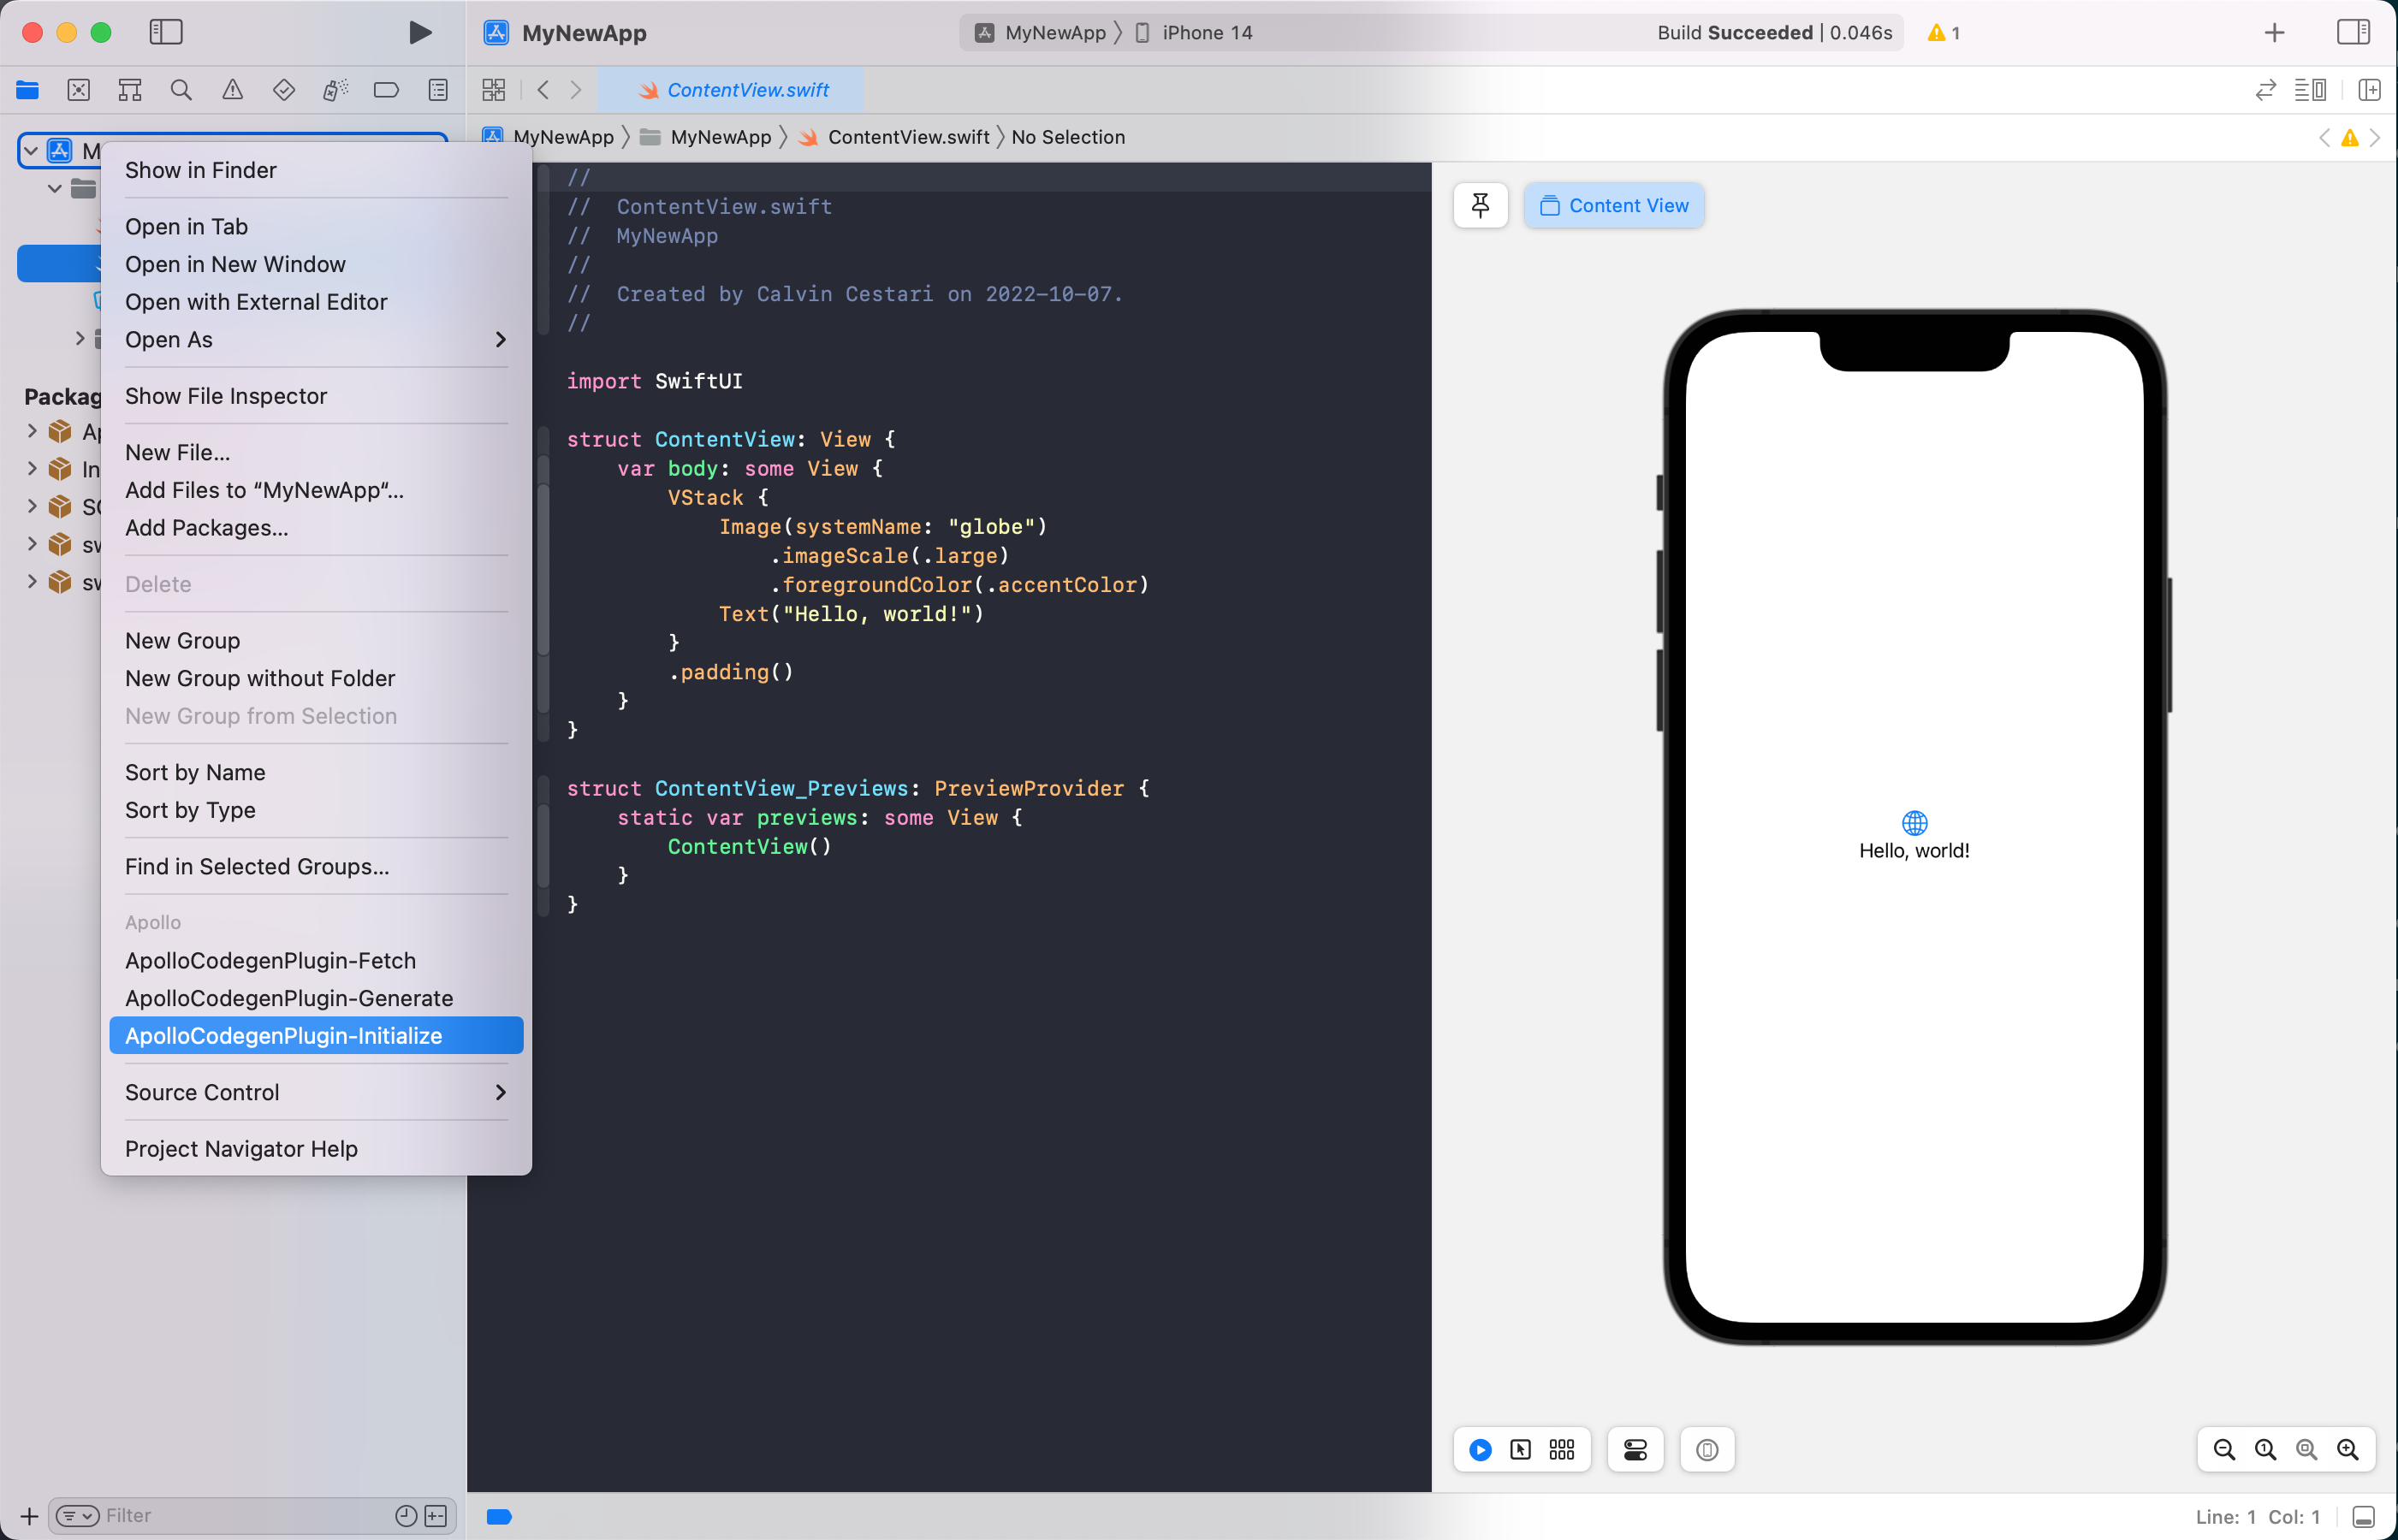 MyNewApp
MyNewApp 〉 iPhone 14
Build Succeeded | 0.046s
1
ContentView.swift
MyNewApp 〉 MyNewApp 〉 ContentView.swift 〉 No Selection
Packag
Show in Finder
Open in Tab
Open in New Window
Open with External Editor
Open As
Show File Inspector
New File...
Add Files to “MyNewApp“...
Add Packages...
Delete
New Group
New Group without Folder
New Group from Selection
Sort by Name
Sort by Type
Find in Selected Groups...
Apollo
ApolloCodegenPlugin-Fetch
ApolloCodegenPlugin-Generate
ApolloCodegenPlugin-Initialize
Source Control
Project Navigator Help
Filter
//
//  ContentView.swift
//  MyNewApp
//
//  Created by Calvin Cestari on 2022-10-07.
//
import SwiftUI
struct ContentView: View {
var body: some View {
VStack {
Image(systemName: "globe")
.imageScale(.large)
.foregroundColor(.accentColor)
Text("Hello, world!")
}
.padding()
}
}
struct ContentView_Previews: PreviewProvider {
static var previews: some View {
ContentView()
}
}
Content View
Hello, world!
Line: 1 Col: 1